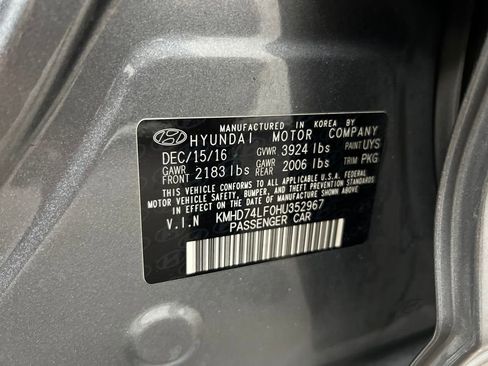 MANUFACTURED IN KOREA BY
HYUNDAI MOTOR COMPANY
DEC/15/16 GVWR 3924 lbs PAINT UYS
GAWR FRONT 2183 lbs GAWR REAR 2006 lbs TRIM PKG
THIS VEHICLE CONFORMS TO ALL APPLICABLE U.S.A. FEDERAL
MOTOR VEHICLE SAFETY, BUMPER, AND THEFT PREVENTION STANDARDS
IN EFFECT ON THE DATE OF MANUFACTURE SHOWN ABOVE.
V.I.N KMHD74LF0HU352967
PASSENGER CAR